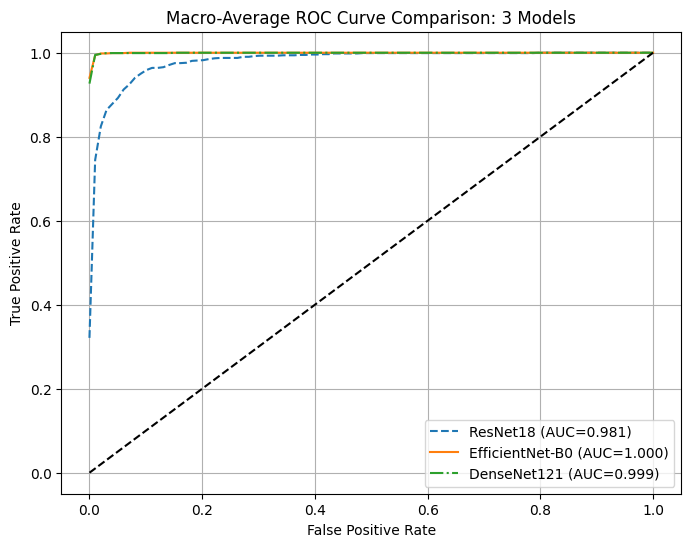 Macro-Average ROC Curve Comparison: 3 Models
True Positive Rate
1.0
0.8
0.6
0.4
0.2
0.0
0.0 0.2 0.4 0.6 0.8 1.0
False Positive Rate
ResNet18 (AUC=0.981)
EfficientNet-B0 (AUC=1.000)
DenseNet121 (AUC=0.999)